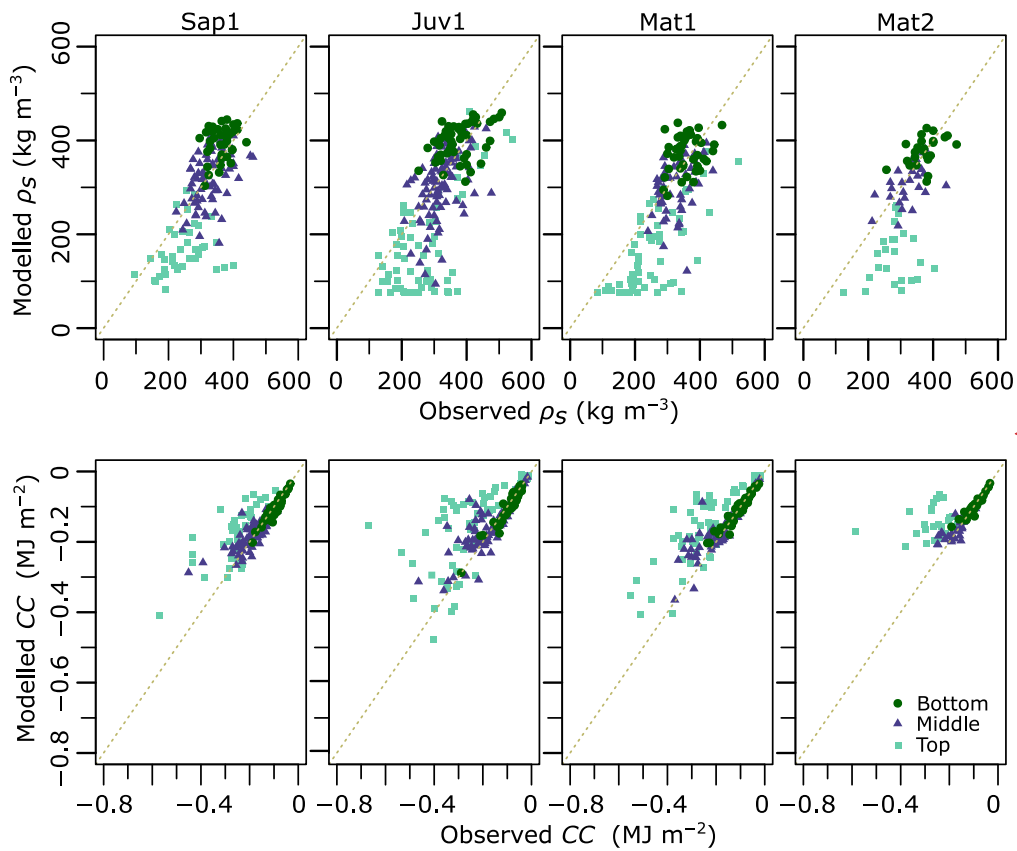 Sap1 Juv1 Mat1 Mat2
Modelled ρS (kg m−3)
600
400
200
0
0 200 400 600 0 200 400 600 0 200 400 600 0 200 400 600
Observed ρS (kg m−3)
Modelled CC (MJ m−2)
0
−0.2
−0.4
−0.6
−0.8
Bottom
Middle
Top
−0.8 −0.4 0 −0.8 −0.4 0 −0.8 −0.4 0 −0.8 −0.4 0
Observed CC (MJ m−2)